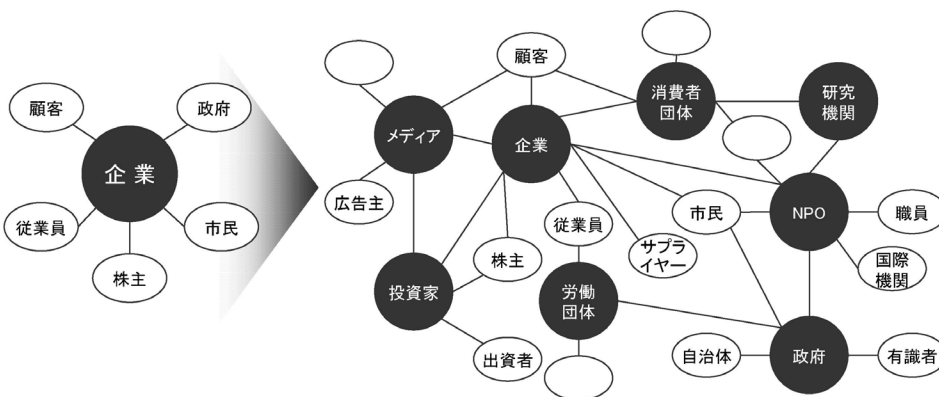 顧客
政府
企業
従業員
市民
株主
顧客
消費者
団体
研究
機関
メディア
企業
広告主
従業員
市民
NPO
職員
サプラ
イヤー
株主
国際
機関
投資家
労働
団体
出資者
自治体
政府
有識者